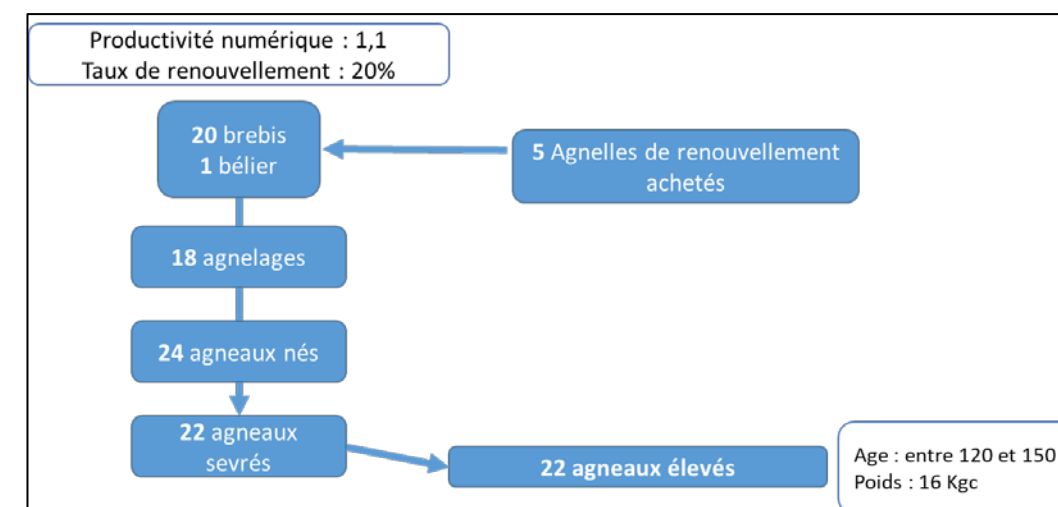 Productivité numérique : 1,1
Taux de renouvellement : 20%
20 brebis
1 bélier
5 Agnelles de renouvellement
achetés
18 agnelages
24 agneaux nés
22 agneaux
sevrés
22 agneaux élevés
Age : entre 120 et 150
Poids : 16 Kgc